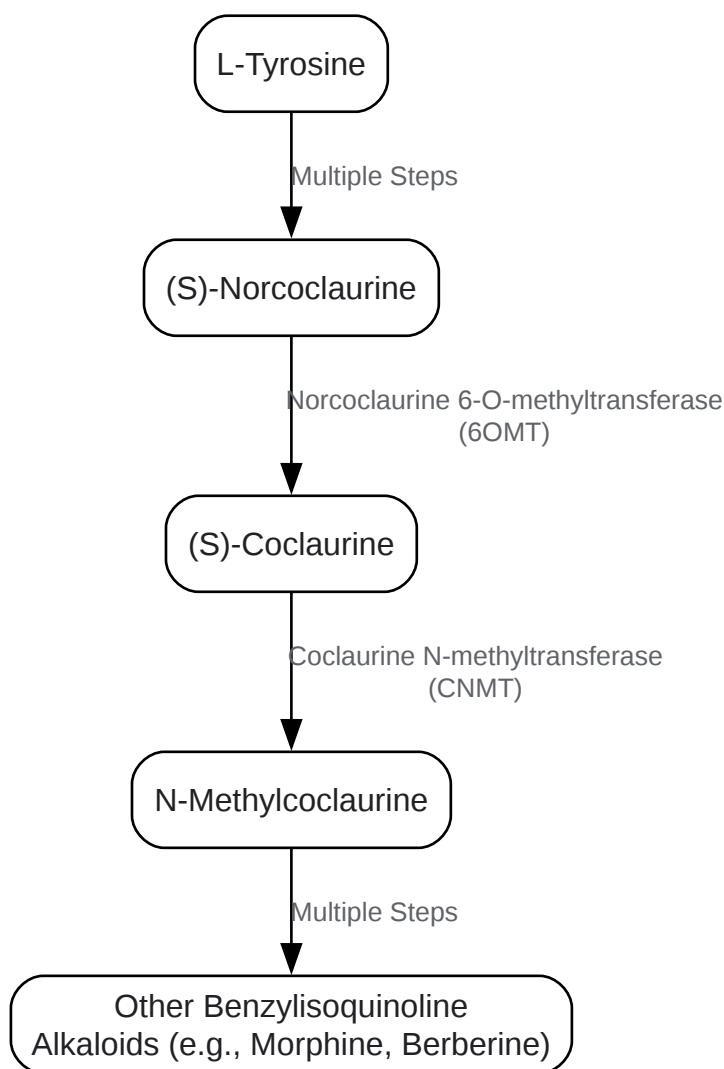 L-Tyrosine
Multiple Steps
(S)-Norcoclaurine
Norcoclaurine 6-O-methyltransferase
(6OMT)
(S)-Coclaurine
Coclaurine N-methyltransferase
(CNMT)
N-Methylcoclaurine
Multiple Steps
Other Benzylisoquinoline
Alkaloids (e.g., Morphine, Berberine)